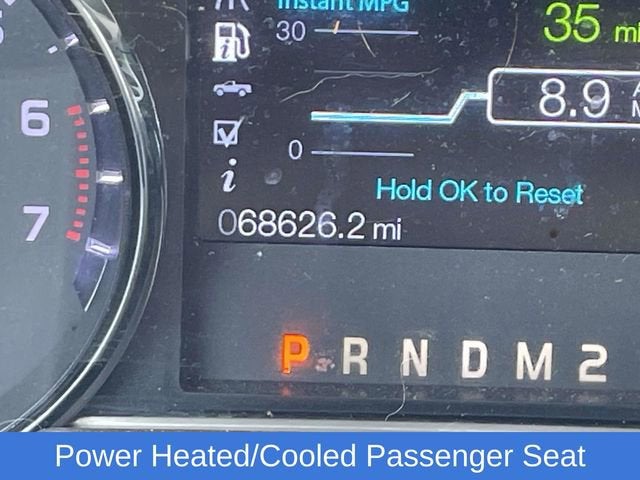 Instant MPG
30
35 mi
6
8.9
0
i
Hold OK to Reset
7
068626.2 mi
P R N D M 2
Power Heated/Cooled Passenger Seat